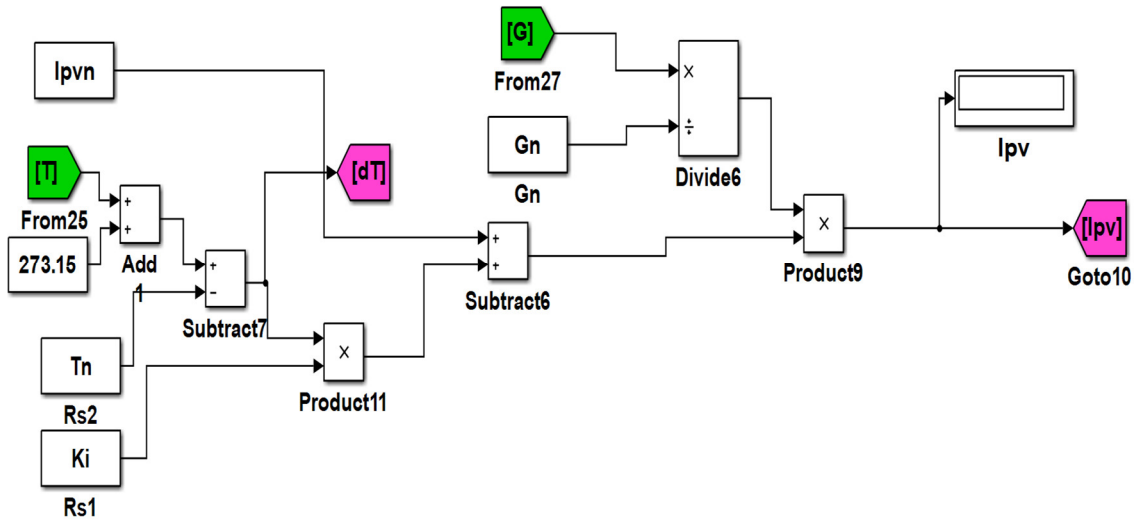 [G]
From27
Ipvn
×
÷
Divide6
Gn
Gn
Ipv
[T]
From25
+
+
Add
1
273.15
[dT]
+
−
Subtract7
+
+
Subtract6
×
Product9
[Ipv]
Goto10
Tn
Rs2
×
Product11
Ki
Rs1